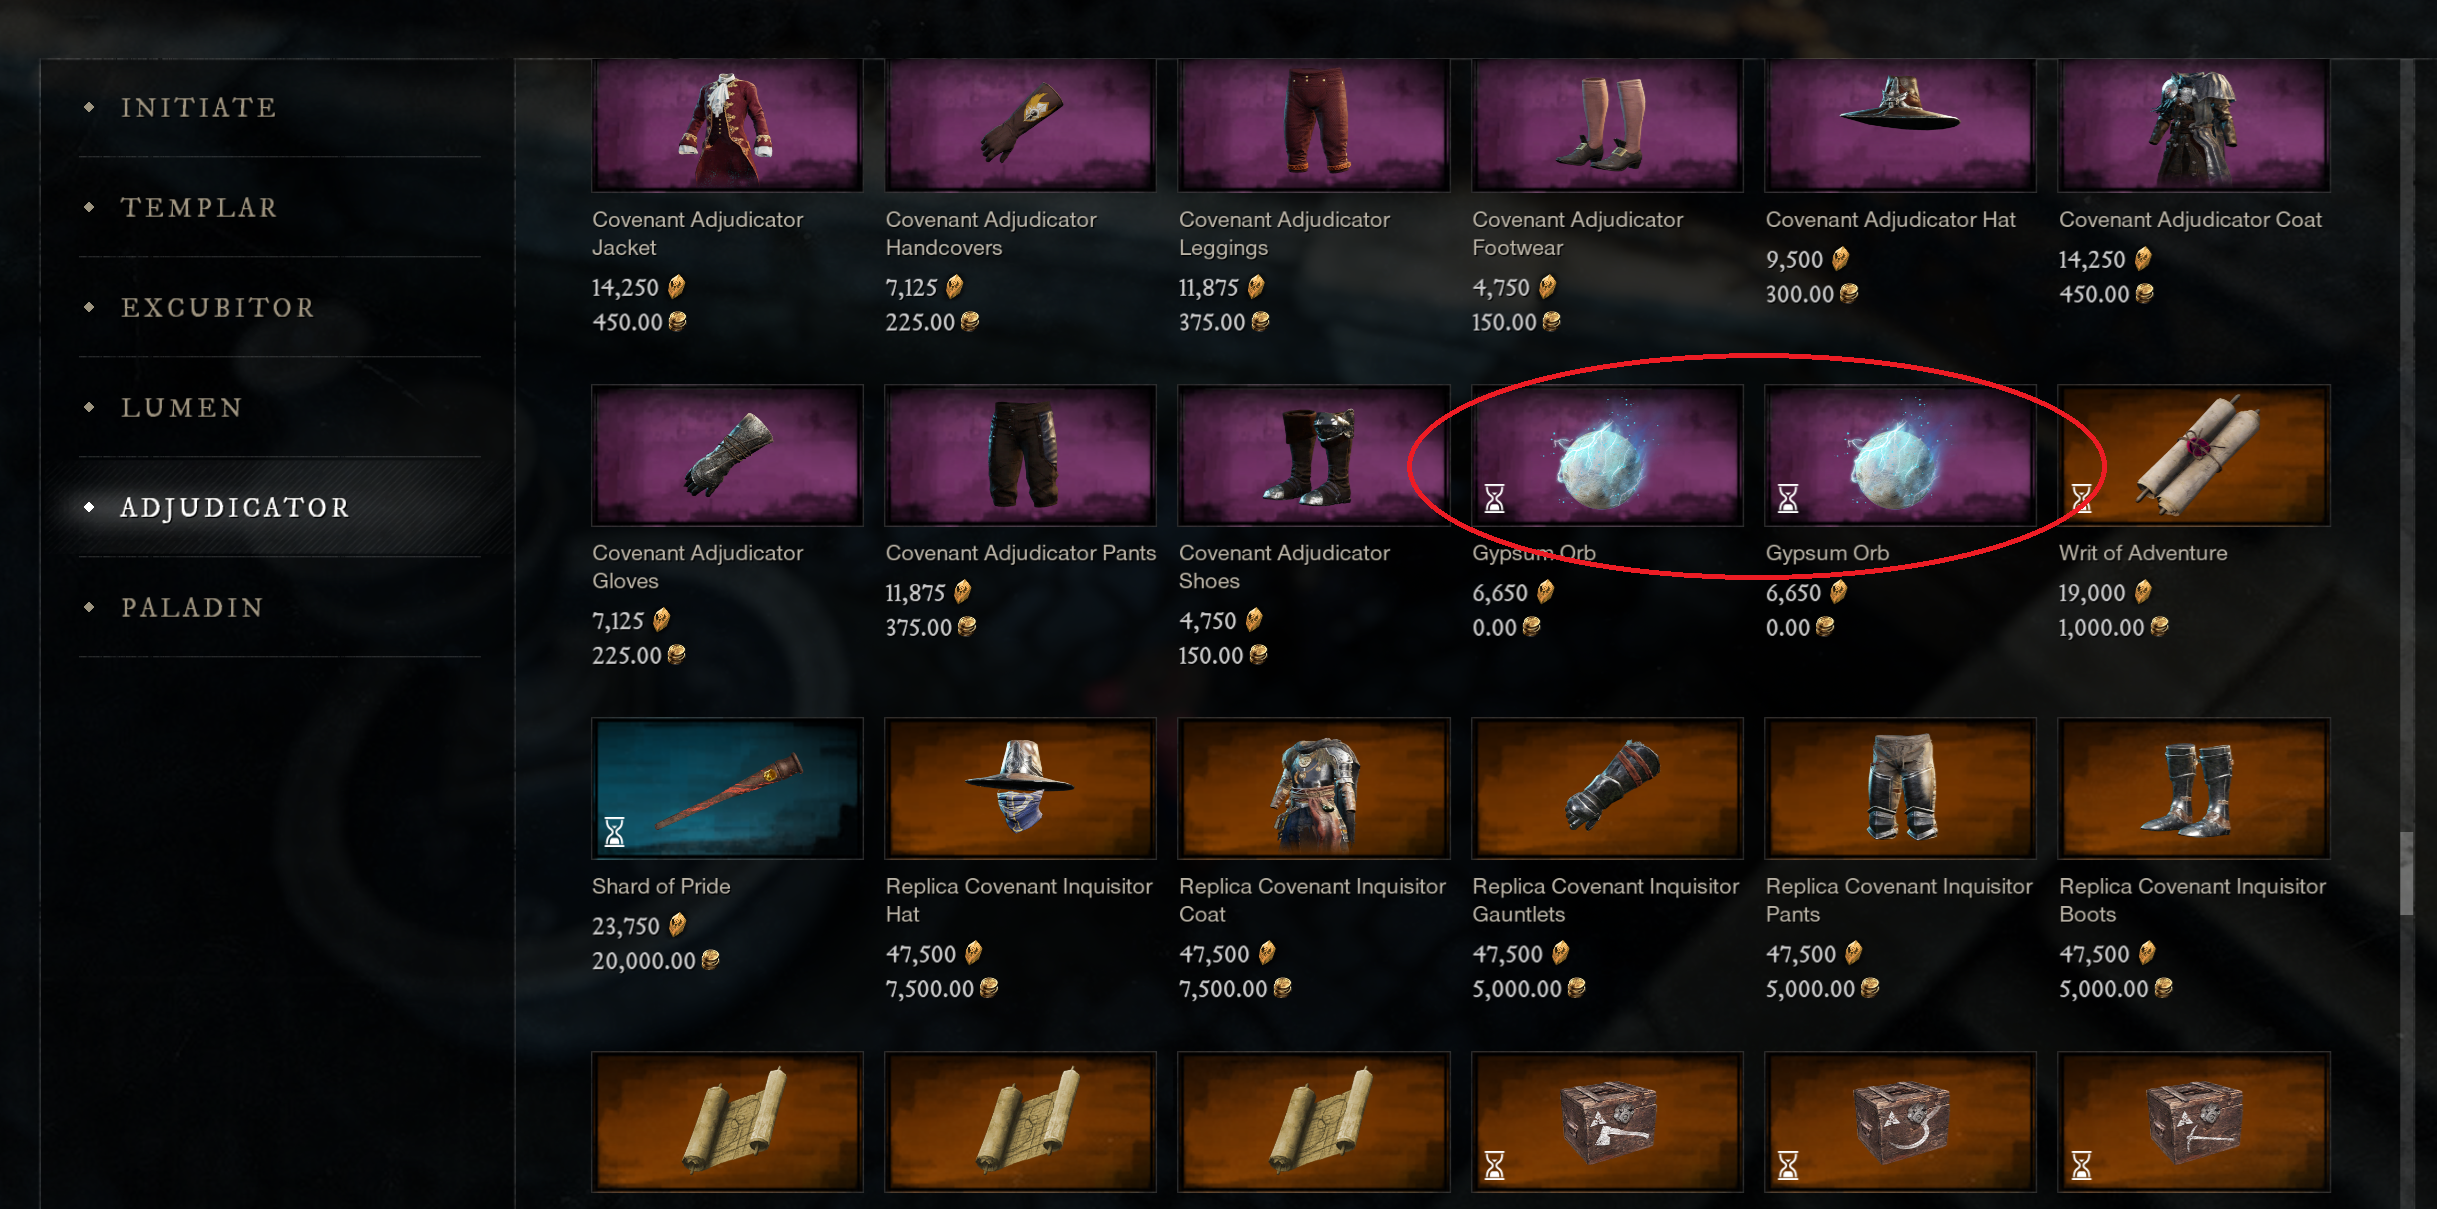 INITIATE
TEMPLAR
EXCUBITOR
LUMEN
ADJUDICATOR
PALADIN
Covenant Adjudicator
Jacket
14,250
450.00
Covenant Adjudicator
Handcovers
7,125
225.00
Covenant Adjudicator
Leggings
11,875
375.00
Covenant Adjudicator
Footwear
4,750
150.00
Covenant Adjudicator Hat
9,500
300.00
Covenant Adjudicator Coat
14,250
450.00
Covenant Adjudicator
Gloves
7,125
225.00
Covenant Adjudicator Pants
11,875
375.00
Covenant Adjudicator
Shoes
4,750
150.00
Gypsum Orb
6,650
0.00
Gypsum Orb
6,650
0.00
Writ of Adventure
19,000
1,000.00
Shard of Pride
23,750
20,000.00
Replica Covenant Inquisitor
Hat
47,500
7,500.00
Replica Covenant Inquisitor
Coat
47,500
7,500.00
Replica Covenant Inquisitor
Gauntlets
47,500
5,000.00
Replica Covenant Inquisitor
Pants
47,500
5,000.00
Replica Covenant Inquisitor
Boots
47,500
5,000.00